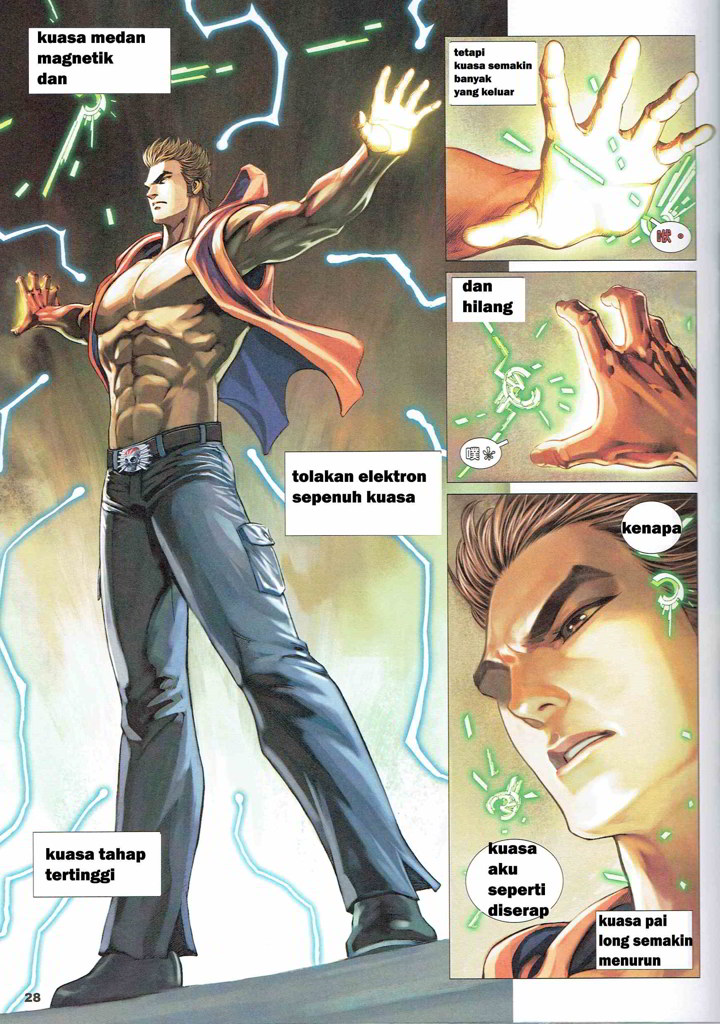 kuasa medan
magnetik
dan
tolakan elektron
sepenuh kuasa
kuasa tahap
tertinggi
tetapi
kuasa semakin
banyak
yang keluar
dan
hilang
kenapa
kuasa
aku
seperti
diserap
kuasa pai
long semakin
menurun
28